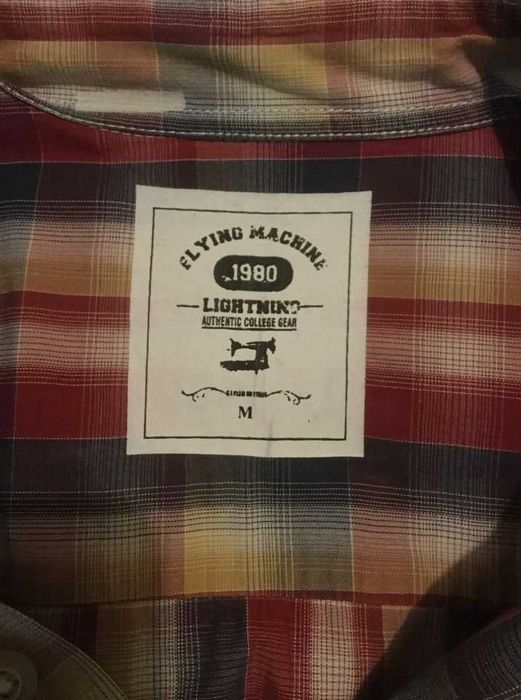 FLYING MACHINE
1980
LIGHTNING
AUTHENTIC COLLEGE GEAR
M